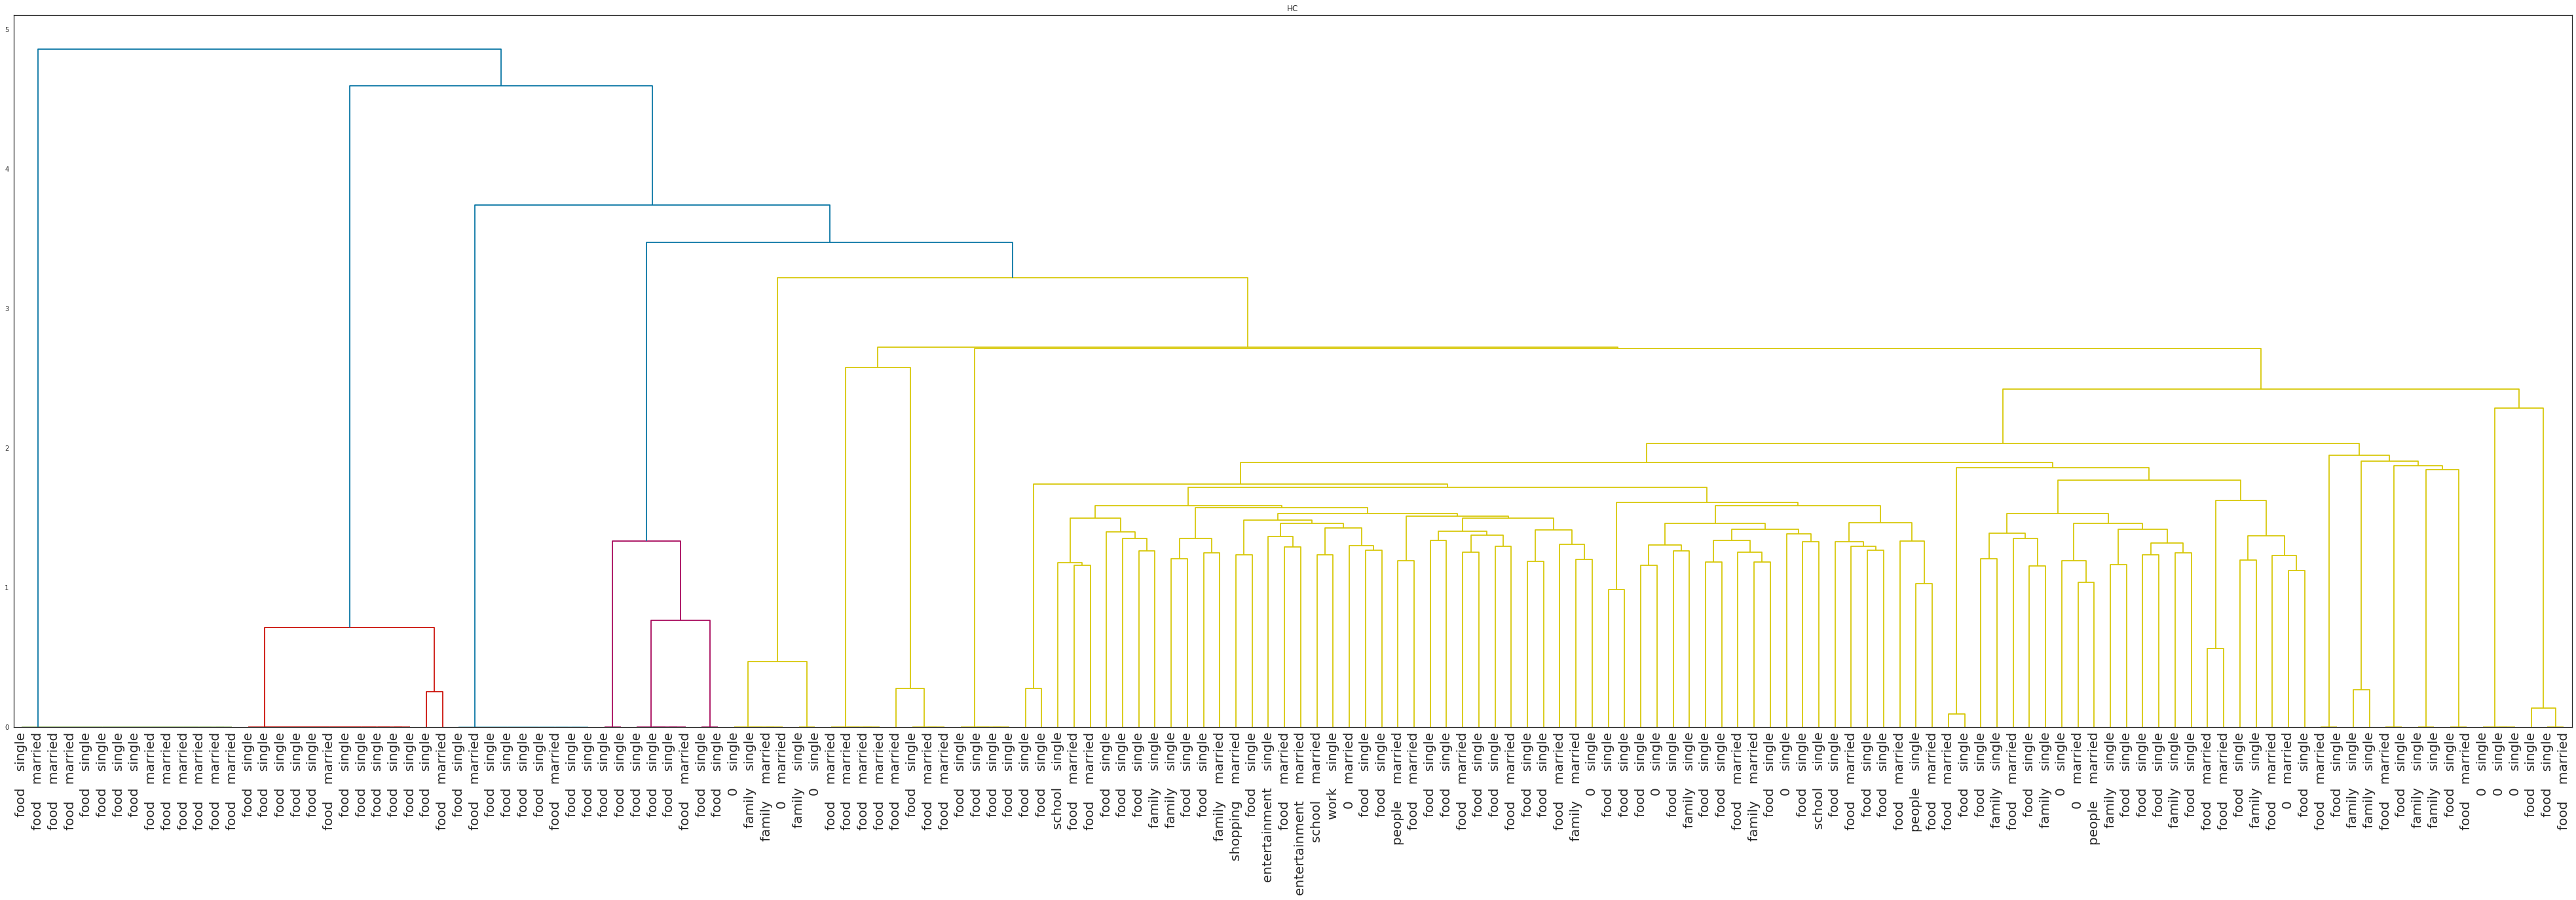 HC
5
4
3
2
1
0
food single
food married
food married
food married
food single
food single
food single
food single
food married
food married
food married
food married
food married
food married
food single
food single
food single
food single
food single
food married
food single
food single
food single
food single
food single
food single
food married
food single
food married
food single
food single
food single
food single
food married
food single
food single
food single
food single
food single
food single
food single
food married
food single
food single
0 single
family single
family married
0 married
family single
0 single
food married
food married
food married
food married
food married
food single
food married
food married
food single
food single
food single
food single
food single
food single
school single
food married
food married
food single
food single
food single
family single
family single
food single
food single
family married
shopping married
food single
entertainment single
food married
entertainment married
school married
work single
0 married
food single
food single
people married
food married
food single
food single
food married
food single
food single
food married
food single
food single
food married
family married
0 single
food single
food single
food single
0 single
food single
family single
food single
food single
food married
family married
food single
0 single
food single
school single
food single
food married
food single
food single
food married
people single
food married
food married
food single
food single
family single
food married
food single
family single
0 single
0 married
people married
family single
food single
food single
food single
family single
food single
food married
food married
food single
family single
food married
0 married
food single
food married
food single
family single
family single
food married
food single
family single
family single
food single
food married
0 single
0 single
0 single
food single
food single
food married